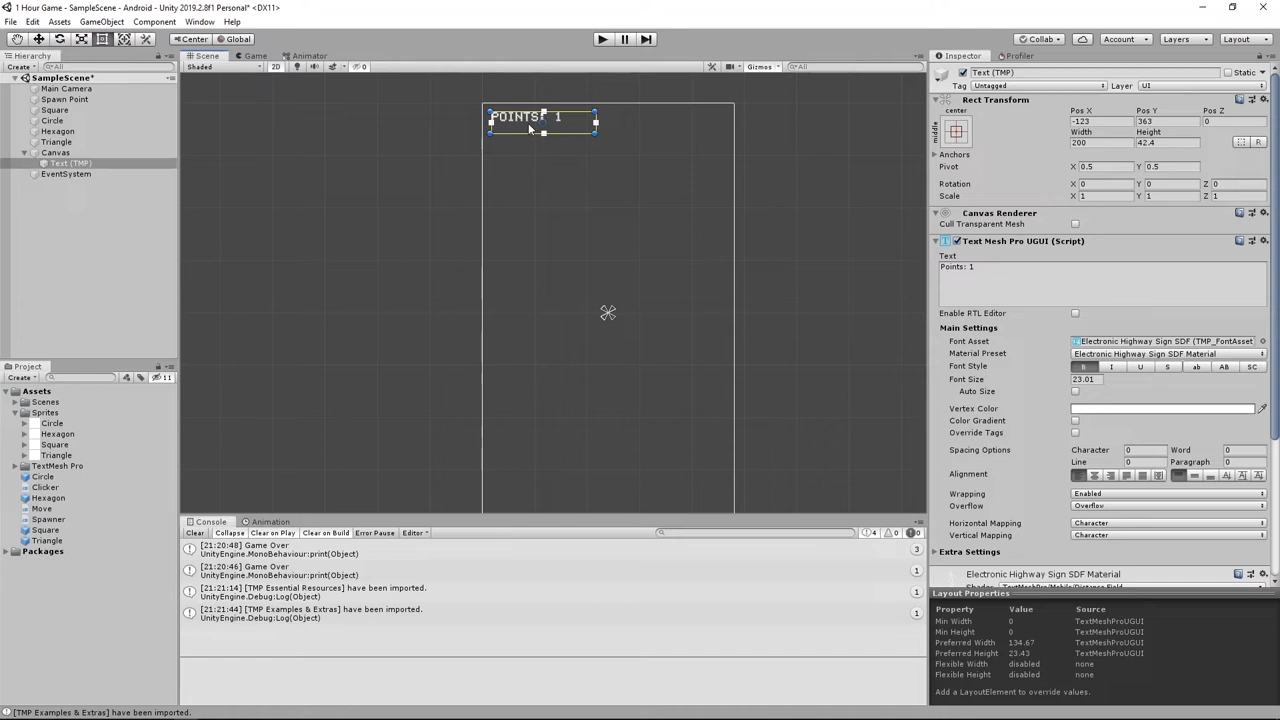 1 Hour Game - SampleScene - Android - Unity 2019.2.8f1 Personal* <DX11>
File Edit Assets GameObject Component Window Help
Center Global Collab Account Layers Layout
Hierarchy
Create All
SampleScene*
Main Camera
Spawn Point
Square
Circle
Hexagon
Triangle
Canvas
Text (TMP)
EventSystem
Project
Create 11
Assets
Scenes
Sprites
Circle
Hexagon
Square
Triangle
TextMesh Pro
Circle
Clicker
Hexagon
Move
Spawner
Square
Triangle
Packages
Scene Game Animator
Shaded 2D 0 Gizmos All
POINTS: 1
Console Animation
Clear Collapse Clear on Play Clear on Build Error Pause Editor 4 0 0
[21:20:48] Game Over
UnityEngine.MonoBehaviour:print(Object)
3
[21:20:46] Game Over
UnityEngine.MonoBehaviour:print(Object)
1
[21:21:14] [TMP Essential Resources] have been imported.
UnityEngine.Debug:Log(Object)
1
[21:21:44] [TMP Examples & Extras] have been imported.
UnityEngine.Debug:Log(Object)
1
Inspector Profiler
Text (TMP) Static
Tag Untagged Layer UI
Rect Transform
center Pos X Pos Y Pos Z
middle -123 363 0
Width Height
200 42.4 R
Anchors
Pivot X 0.5 Y 0.5
Rotation X 0 Y 0 Z 0
Scale X 1 Y 1 Z 1
Canvas Renderer
Cull Transparent Mesh
Text Mesh Pro UGUI (Script)
Text
Points: 1
Enable RTL Editor
Main Settings
Font Asset Electronic Highway Sign SDF (TMP_FontAsset
Material Preset Electronic Highway Sign SDF Material
Font Style B I U S ab AB SC
Font Size 23.01
Auto Size
Vertex Color
Color Gradient
Override Tags
Spacing Options Character 0 Word 0
Line 0 Paragraph 0
Alignment
Wrapping Enabled
Overflow Overflow
Horizontal Mapping Character
Vertical Mapping Character
Extra Settings
Electronic Highway Sign SDF Material
Layout Properties
Property Value Source
Min Width 0 TextMeshProUGUI
Min Height 0 TextMeshProUGUI
Preferred Width 134.67 TextMeshProUGUI
Preferred Height 23.43 TextMeshProUGUI
Flexible Width disabled none
Flexible Height disabled none
Add a LayoutElement to override values.
[TMP Examples & Extras] have been imported.